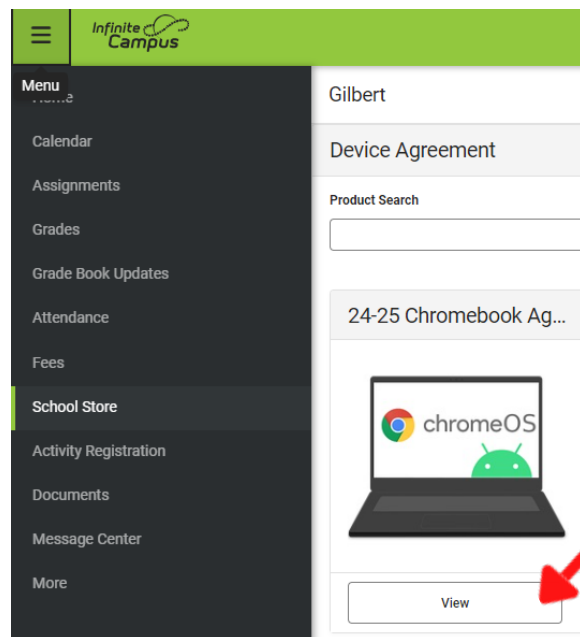 Infinite
Campus
Menu
Home
Calendar
Assignments
Grades
Grade Book Updates
Attendance
Fees
School Store
Activity Registration
Documents
Message Center
More
Gilbert
Device Agreement
Product Search
24-25 Chromebook Ag...
chromeOS
View